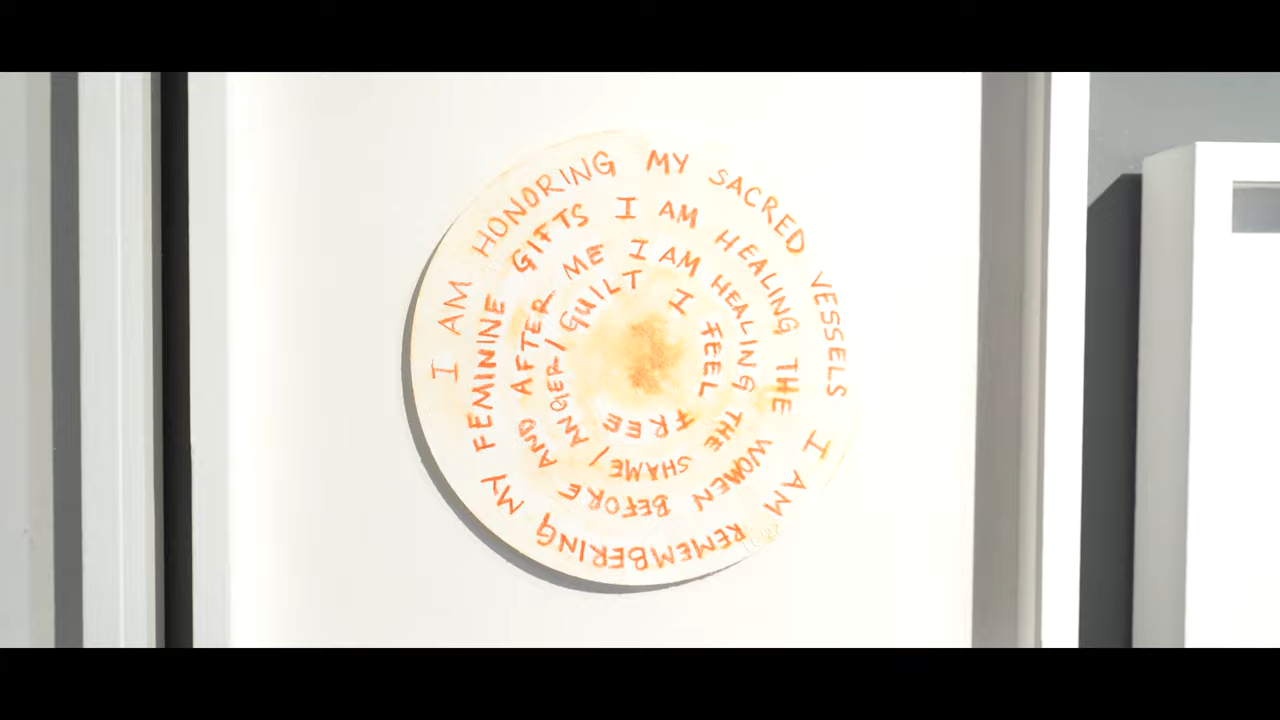 I AM HONORING MY SACRED VESSELS I AM REMEMBERING MY FEMININE GIFTS I AM HEALING THE WOMEN BEFORE AND AFTER ME I AM HEALING THE SHAME/ANGER/GUILT I FEEL FREE